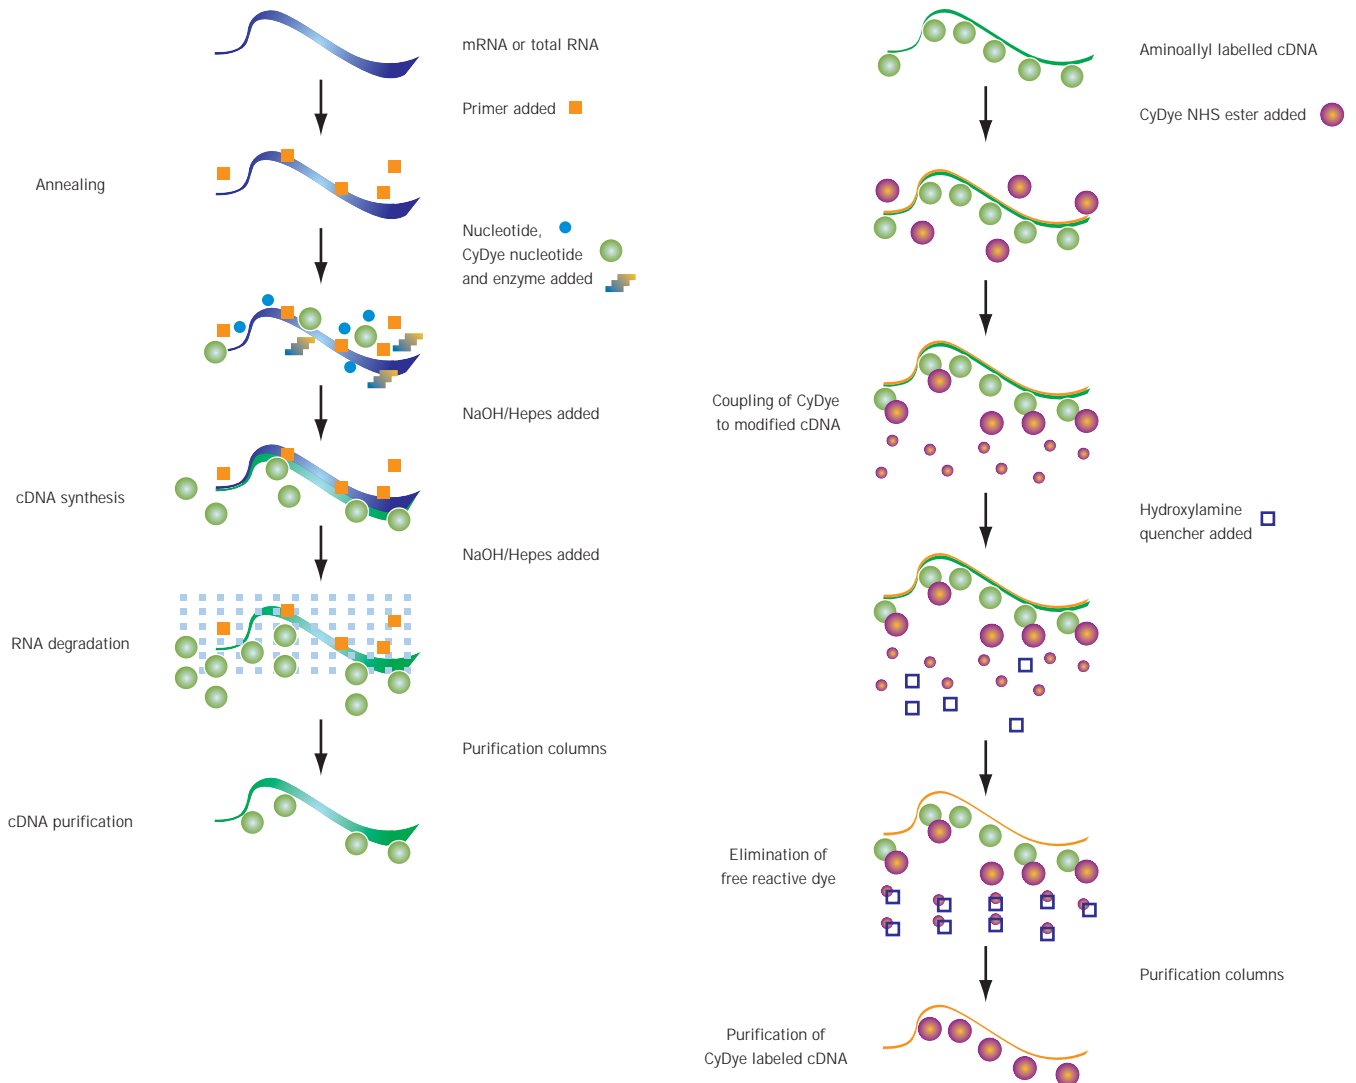 mRNA or total RNA
Primer added
Annealing
Nucleotide,
CyDye nucleotide
and enzyme added
NaOH/Hepes added
cDNA synthesis
NaOH/Hepes added
RNA degradation
Purification columns
cDNA purification
Aminoallyl labelled cDNA
CyDye NHS ester added
Coupling of CyDye
to modified cDNA
Hydroxylamine
quencher added
Elimination of
free reactive dye
Purification columns
Purification of
CyDye labeled cDNA